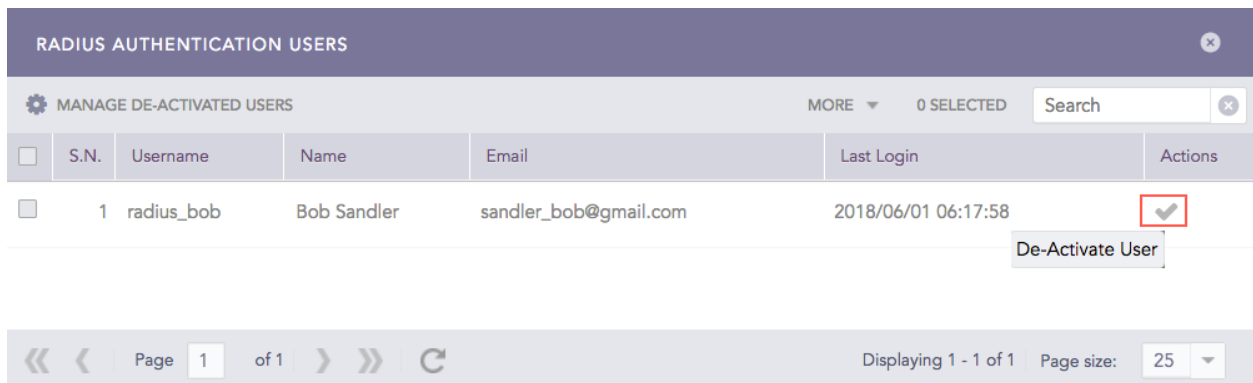 RADIUS AUTHENTICATION USERS
MANAGE DE-ACTIVATED USERS MORE 0 SELECTED Search
S.N. Username Name Email Last Login Actions
1 radius_bob Bob Sandler sandler_bob@gmail.com 2018/06/01 06:17:58
De-Activate User
Page 1 of 1 Displaying 1 - 1 of 1 Page size: 25